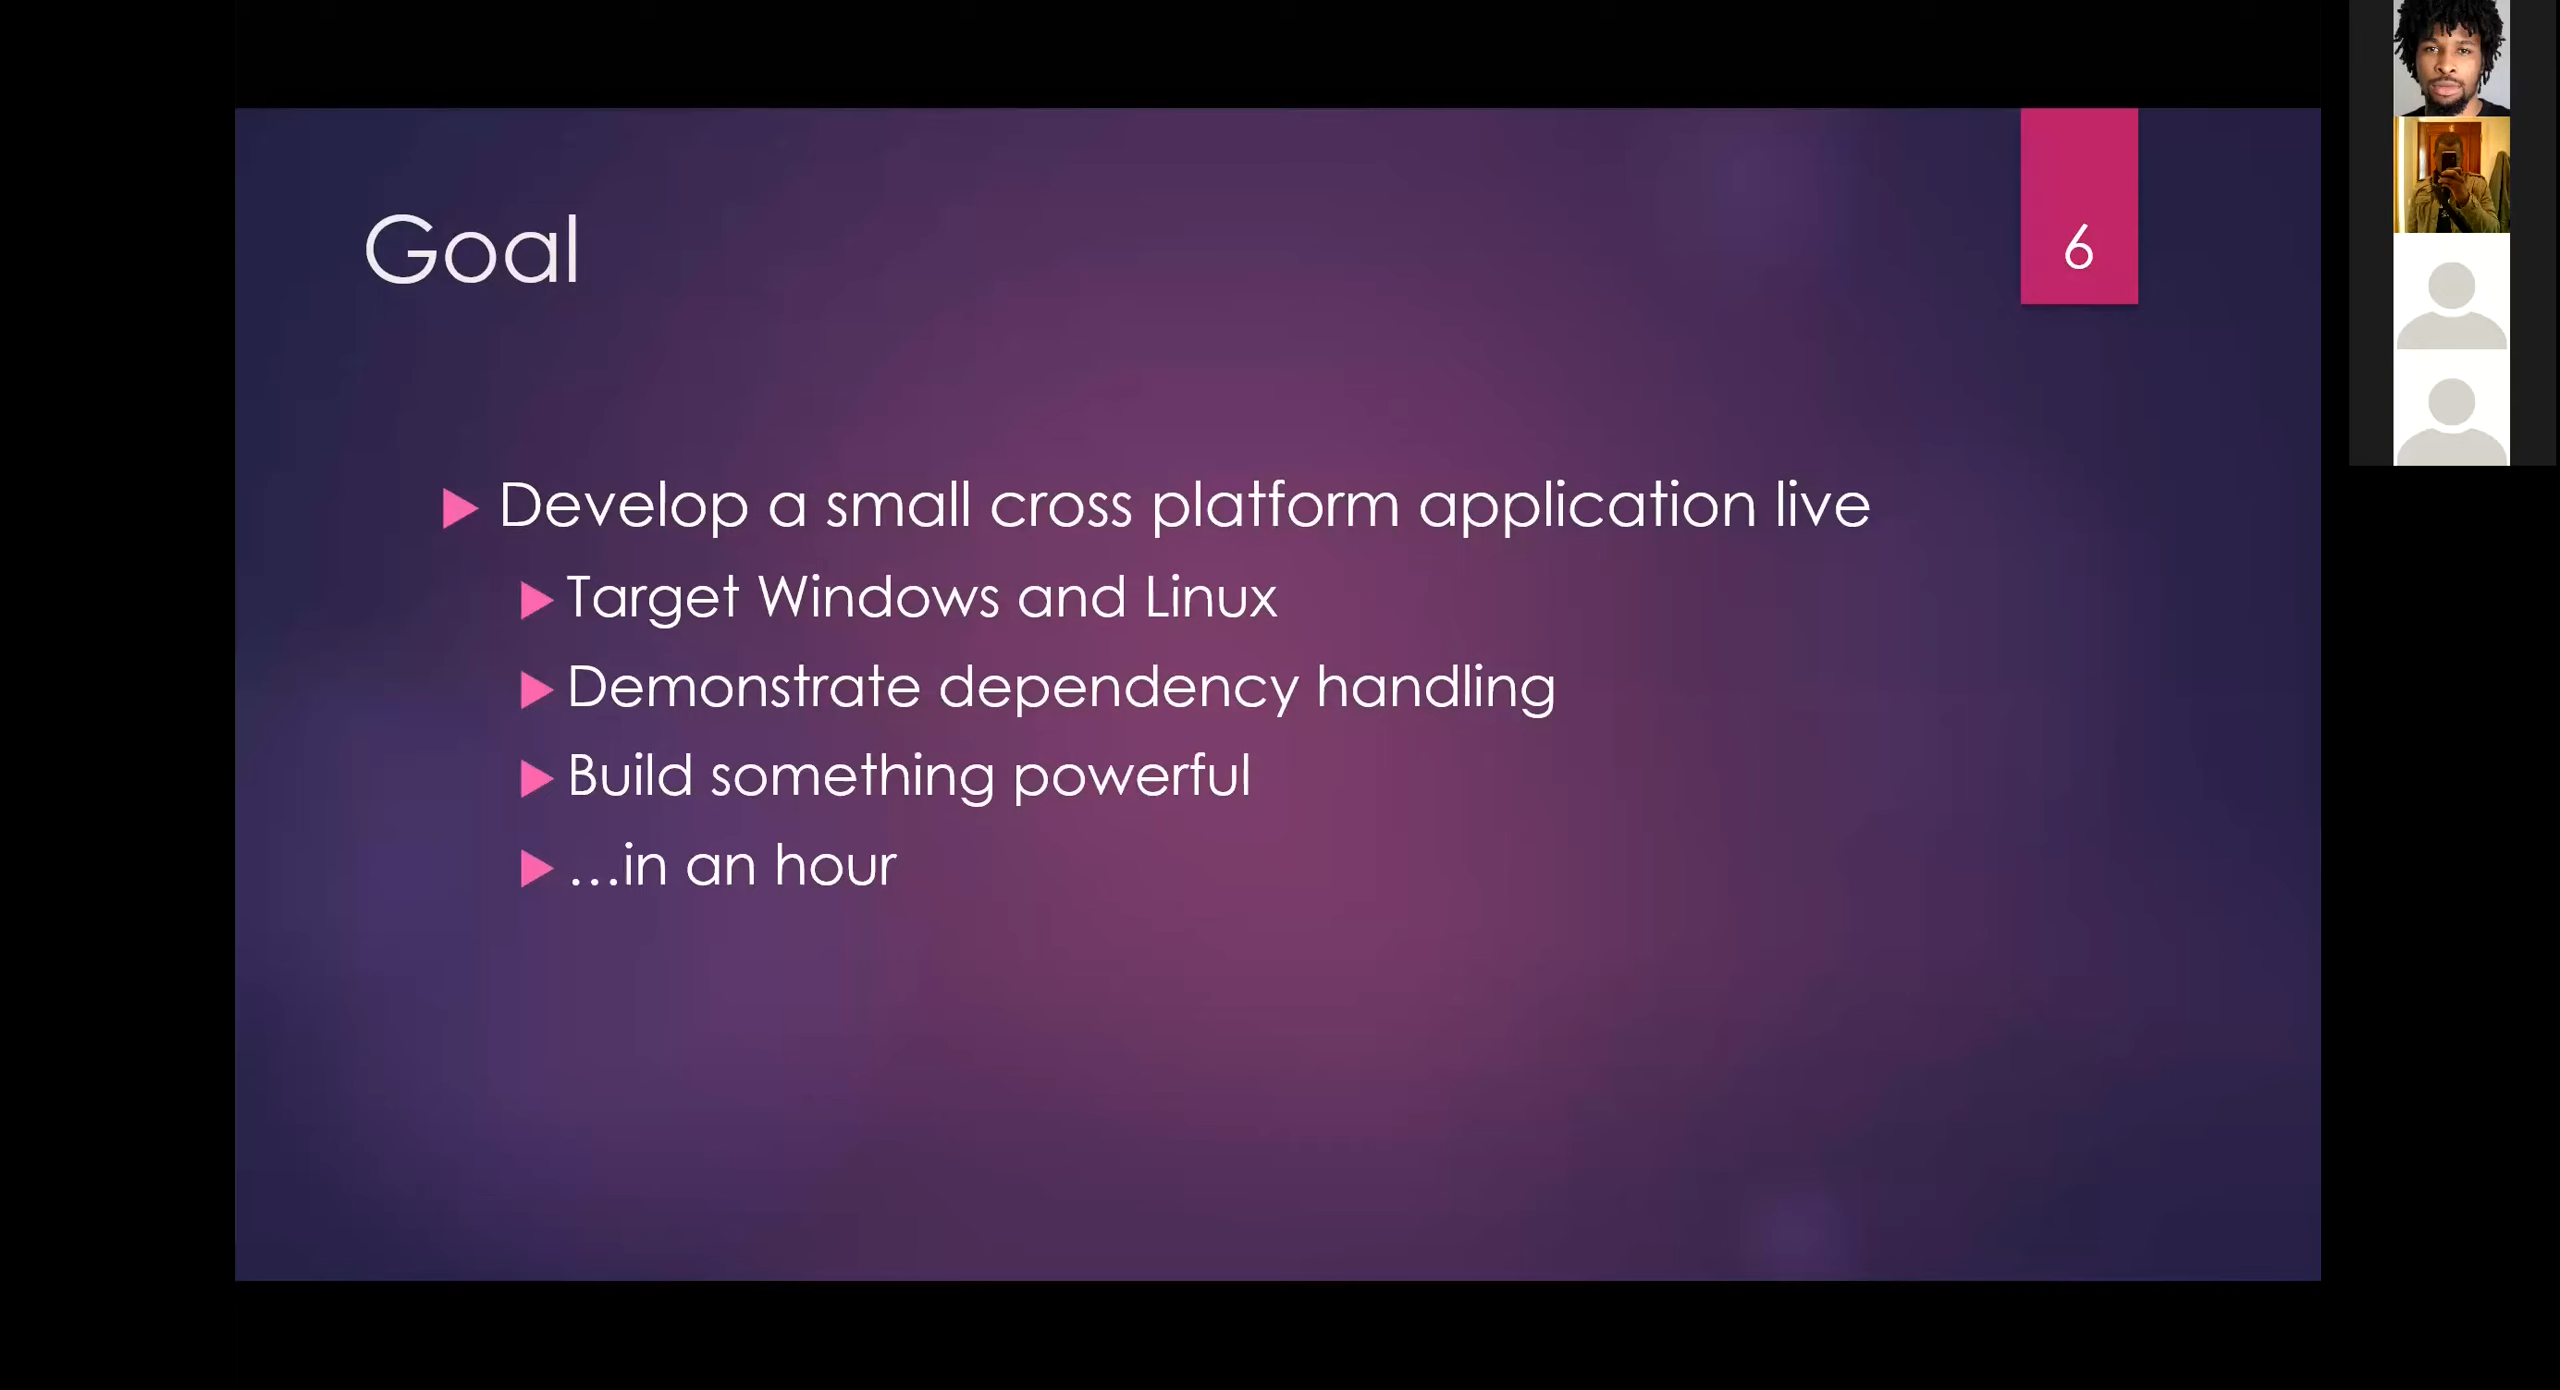 Goal
6
Develop a small cross platform application live
Target Windows and Linux
Demonstrate dependency handling
Build something powerful
…in an hour